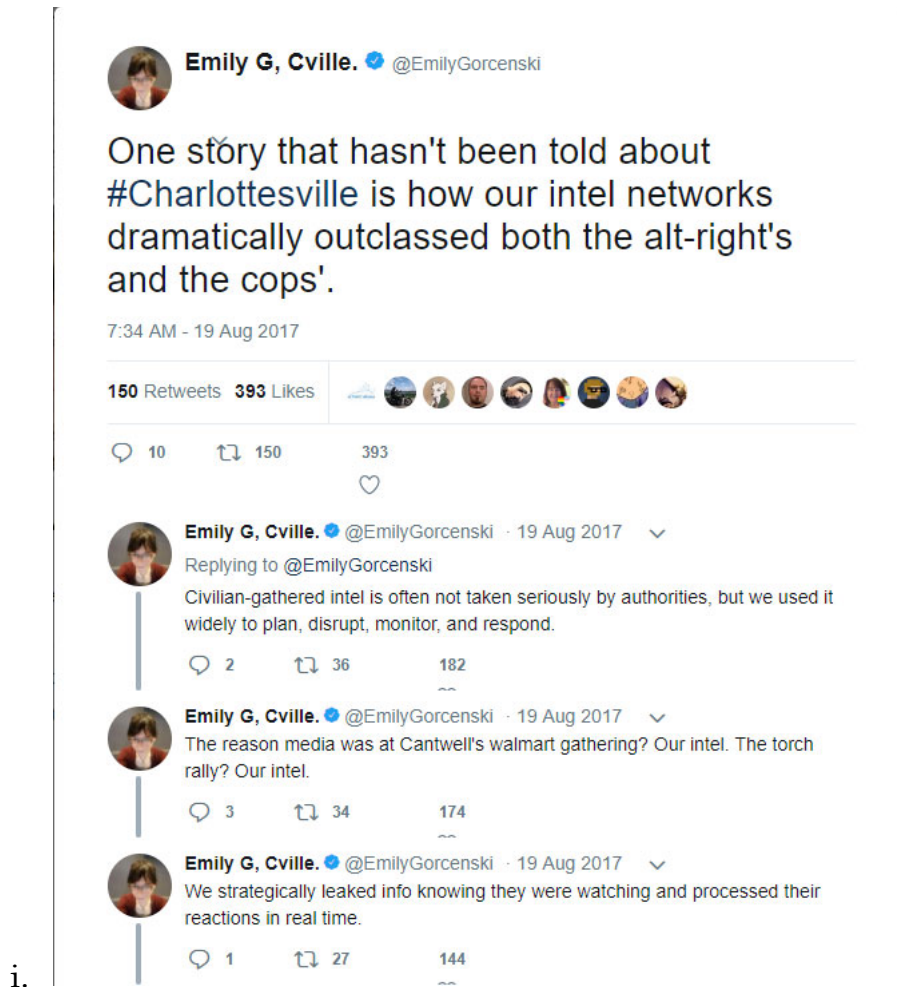 Emily G, Cville. @EmilyGorcenski
One story that hasn't been told about
#Charlottesville is how our intel networks
dramatically outclassed both the alt-right's
and the cops'.
7:34 AM - 19 Aug 2017
150 Retweets 393 Likes
10 150 393
Emily G, Cville. @EmilyGorcenski · 19 Aug 2017
Replying to @EmilyGorcenski
Civilian-gathered intel is often not taken seriously by authorities, but we used it
widely to plan, disrupt, monitor, and respond.
2 36 182
Emily G, Cville. @EmilyGorcenski · 19 Aug 2017
The reason media was at Cantwell's walmart gathering? Our intel. The torch
rally? Our intel.
3 34 174
Emily G, Cville. @EmilyGorcenski · 19 Aug 2017
We strategically leaked info knowing they were watching and processed their
reactions in real time.
1 27 144
i.